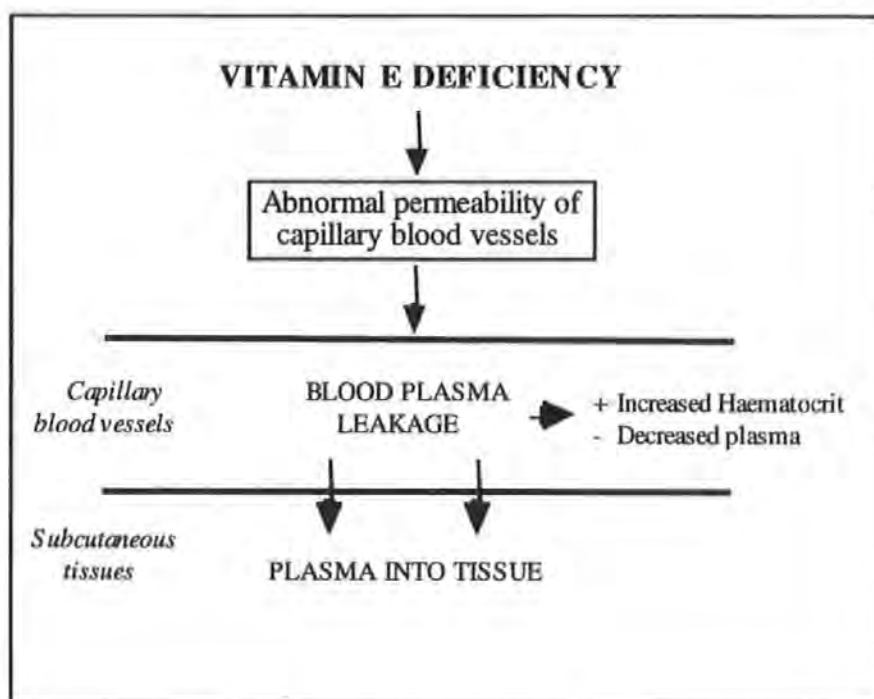 VITAMIN E DEFICIENCY
Abnormal permeability of
capillary blood vessels
Capillary
blood vessels
BLOOD PLASMA
LEAKAGE
+ Increased Haematocrit
- Decreased plasma
Subcutaneous
tissues
PLASMA INTO TISSUE